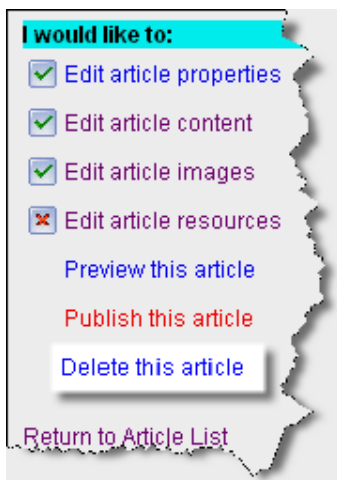 I would like to:
Edit article properties
Edit article content
Edit article images
Edit article resources
Preview this article
Publish this article
Delete this article
Return to Article List